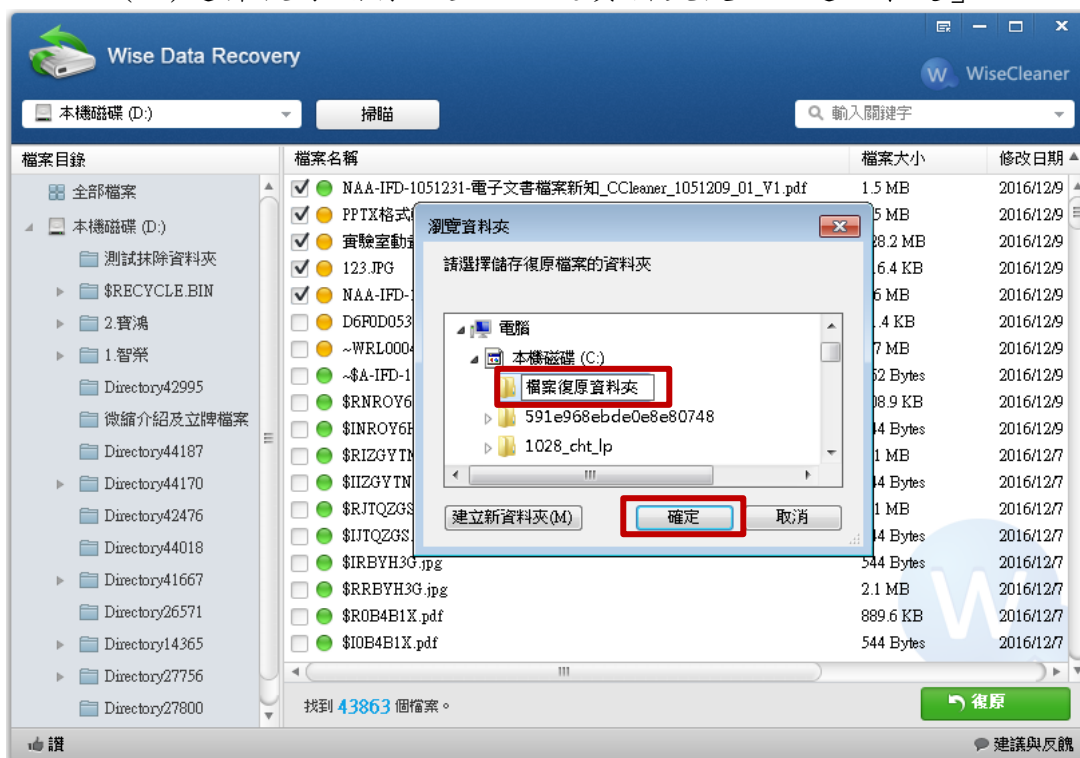 Wise Data Recovery
WiseCleaner
本機磁碟 (D:)
掃瞄
輸入關鍵字
檔案目錄
檔案名稱 檔案大小 修改日期
全部檔案
本機磁碟 (D:)
測試抹除資料夾
$RECYCLE.BIN
2.寶鴻
1.智榮
Directory42995
微縮介紹及立牌檔案
Directory44187
Directory44170
Directory42476
Directory44018
Directory41667
Directory26571
Directory14365
Directory27756
Directory27800
NAA-IFD-1051231-電子文書檔案新知_CCleaner_1051209_01_V1.pdf 1.5 MB 2016/12/9
PPTX格式 5 MB 2016/12/9
實驗室動 28.2 MB 2016/12/9
123.JPG 6.4 KB 2016/12/9
NAA-IFD- 6 MB 2016/12/9
D6F0D053 .4 KB 2016/12/9
~WRL0004 7 MB 2016/12/9
~$A-IFD-1 62 Bytes 2016/12/9
$RNROY6 08.9 KB 2016/12/9
$INROY6 44 Bytes 2016/12/9
$RIZGYTN 1 MB 2016/12/7
$IIZGYTN 44 Bytes 2016/12/7
$RJTQZGS 1 MB 2016/12/7
$IJTQZGS. 44 Bytes 2016/12/7
$IRBYH3G.jpg 544 Bytes 2016/12/7
$RRBYH3G.jpg 2.1 MB 2016/12/7
$R0B4B1X.pdf 889.6 KB 2016/12/7
$I0B4B1X.pdf 544 Bytes 2016/12/7
瀏覽資料夾
請選擇儲存復原檔案的資料夾
電腦
本機磁碟 (C:)
檔案復原資料夾
591e968ebde0e8e80748
1028_cht_lp
建立新資料夾(M) 確定 取消
找到 43863 個檔案。
復原
讚
建議與反饋